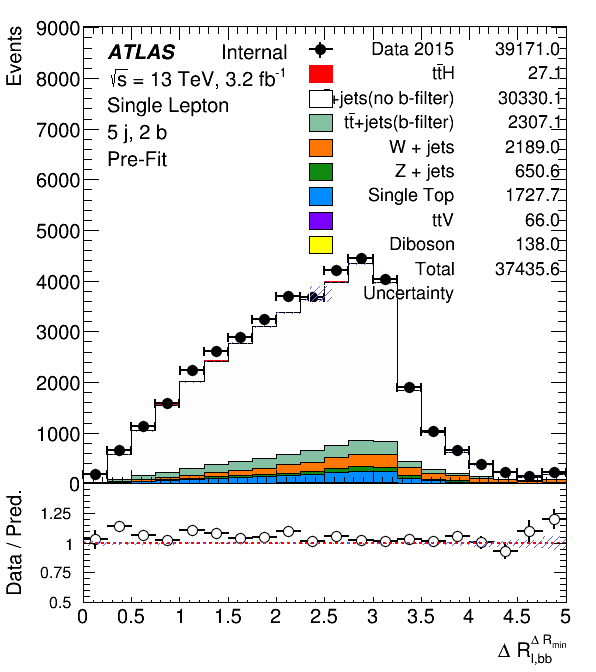 Events
9000
8000
7000
6000
5000
4000
3000
2000
1000
0
ATLAS Internal
√s = 13 TeV, 3.2 fb-1
Single Lepton
5 j, 2 b
Pre-Fit
Data 2015 39171.0
tt̄H 27.1
+jets(no b-filter) 30330.1
tt̄+jets(b-filter) 2307.1
W + jets 2189.0
Z + jets 650.6
Single Top 1727.7
ttV 66.0
Diboson 138.0
Total 37435.6
Uncertainty
Data / Pred.
1.25
1
0.75
0.5
0 0.5 1 1.5 2 2.5 3 3.5 4 4.5 5
Δ R l,bb Δ R min